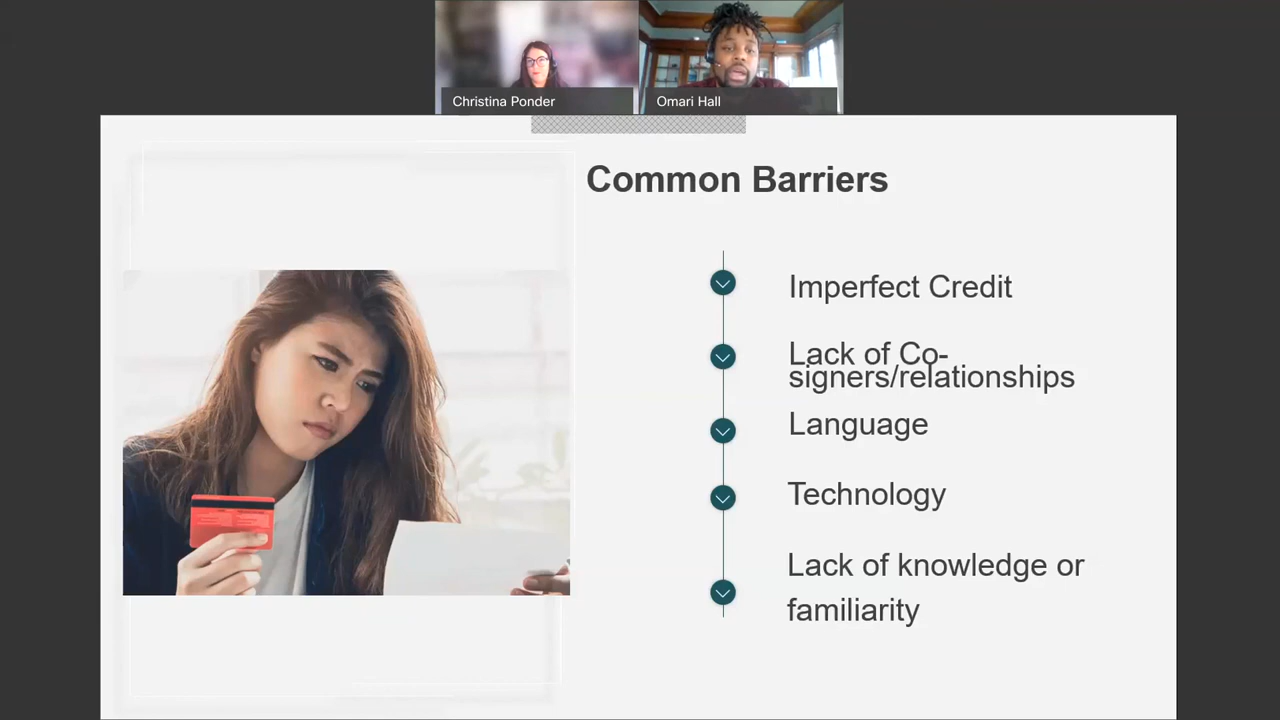 Christina Ponder
Omari Hall
Common Barriers
Imperfect Credit
Lack of Co-
signers/relationships
Language
Technology
Lack of knowledge or
familiarity